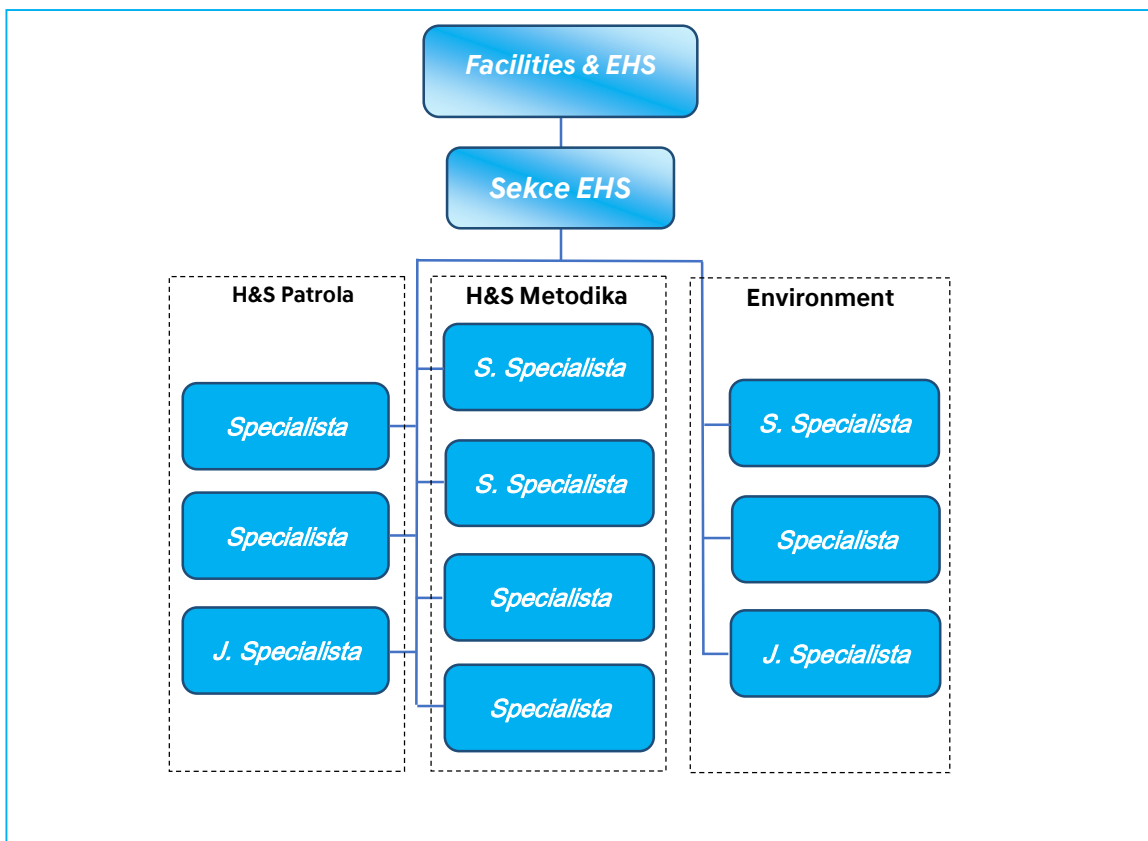 Facilities & EHS
Sekce EHS
H&S Patrola
Specialista
Specialista
J. Specialista
H&S Metodika
S. Specialista
S. Specialista
Specialista
Specialista
Environment
S. Specialista
Specialista
J. Specialista